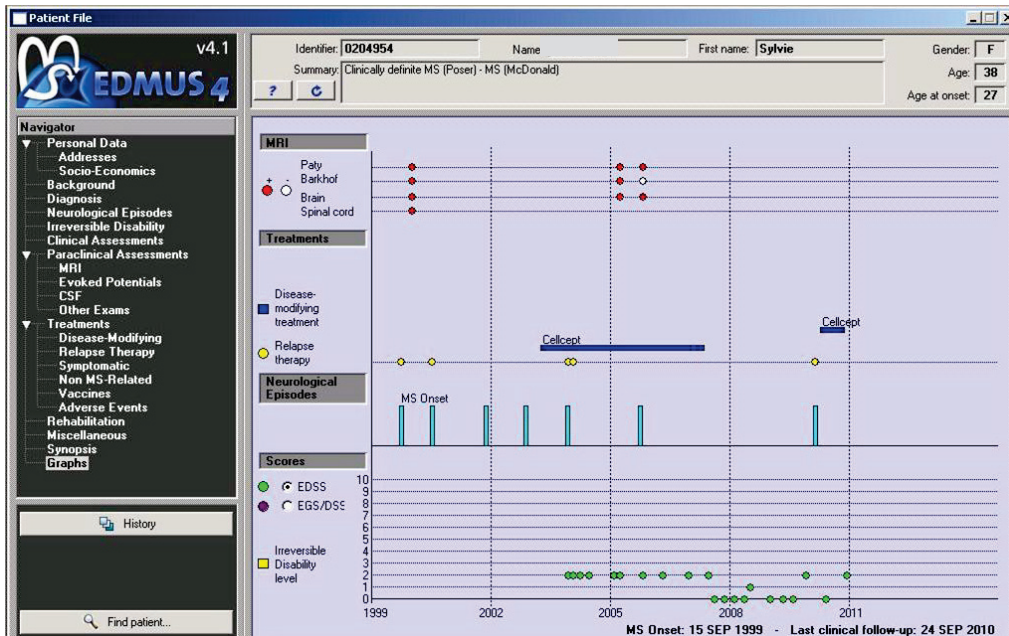 Patient File
v4.1
EDMUS 4
Identifier: 0204954 Name First name: Sylvie Gender: F
Summary: Clinically definite MS (Poser) - MS (McDonald) Age: 38
? Age at onset: 27
Navigator
Personal Data
Addresses
Socio-Economics
Background
Diagnosis
Neurological Episodes
Irreversible Disability
Clinical Assessments
Paraclinical Assessments
MRI
Evoked Potentials
CSF
Other Exams
Treatments
Disease-Modifying
Relapse Therapy
Symptomatic
Non MS-Related
Vaccines
Adverse Events
Rehabilitation
Miscellaneous
Synopsis
Graphs
History
Find patient...
MRI
Paty
+ - Barkhof
Brain
Spinal cord
Treatments
Disease-
modifying
treatment
Cellcept
Cellcept
Relapse
therapy
Neurological
Episodes
MS Onset
Scores
EDSS
EGS/DSS
Irreversible
Disability
level
10
9
8
7
6
5
4
3
2
1
0
1999 2002 2005 2008 2011
MS Onset: 15 SEP 1999 - Last clinical follow-up: 24 SEP 2010